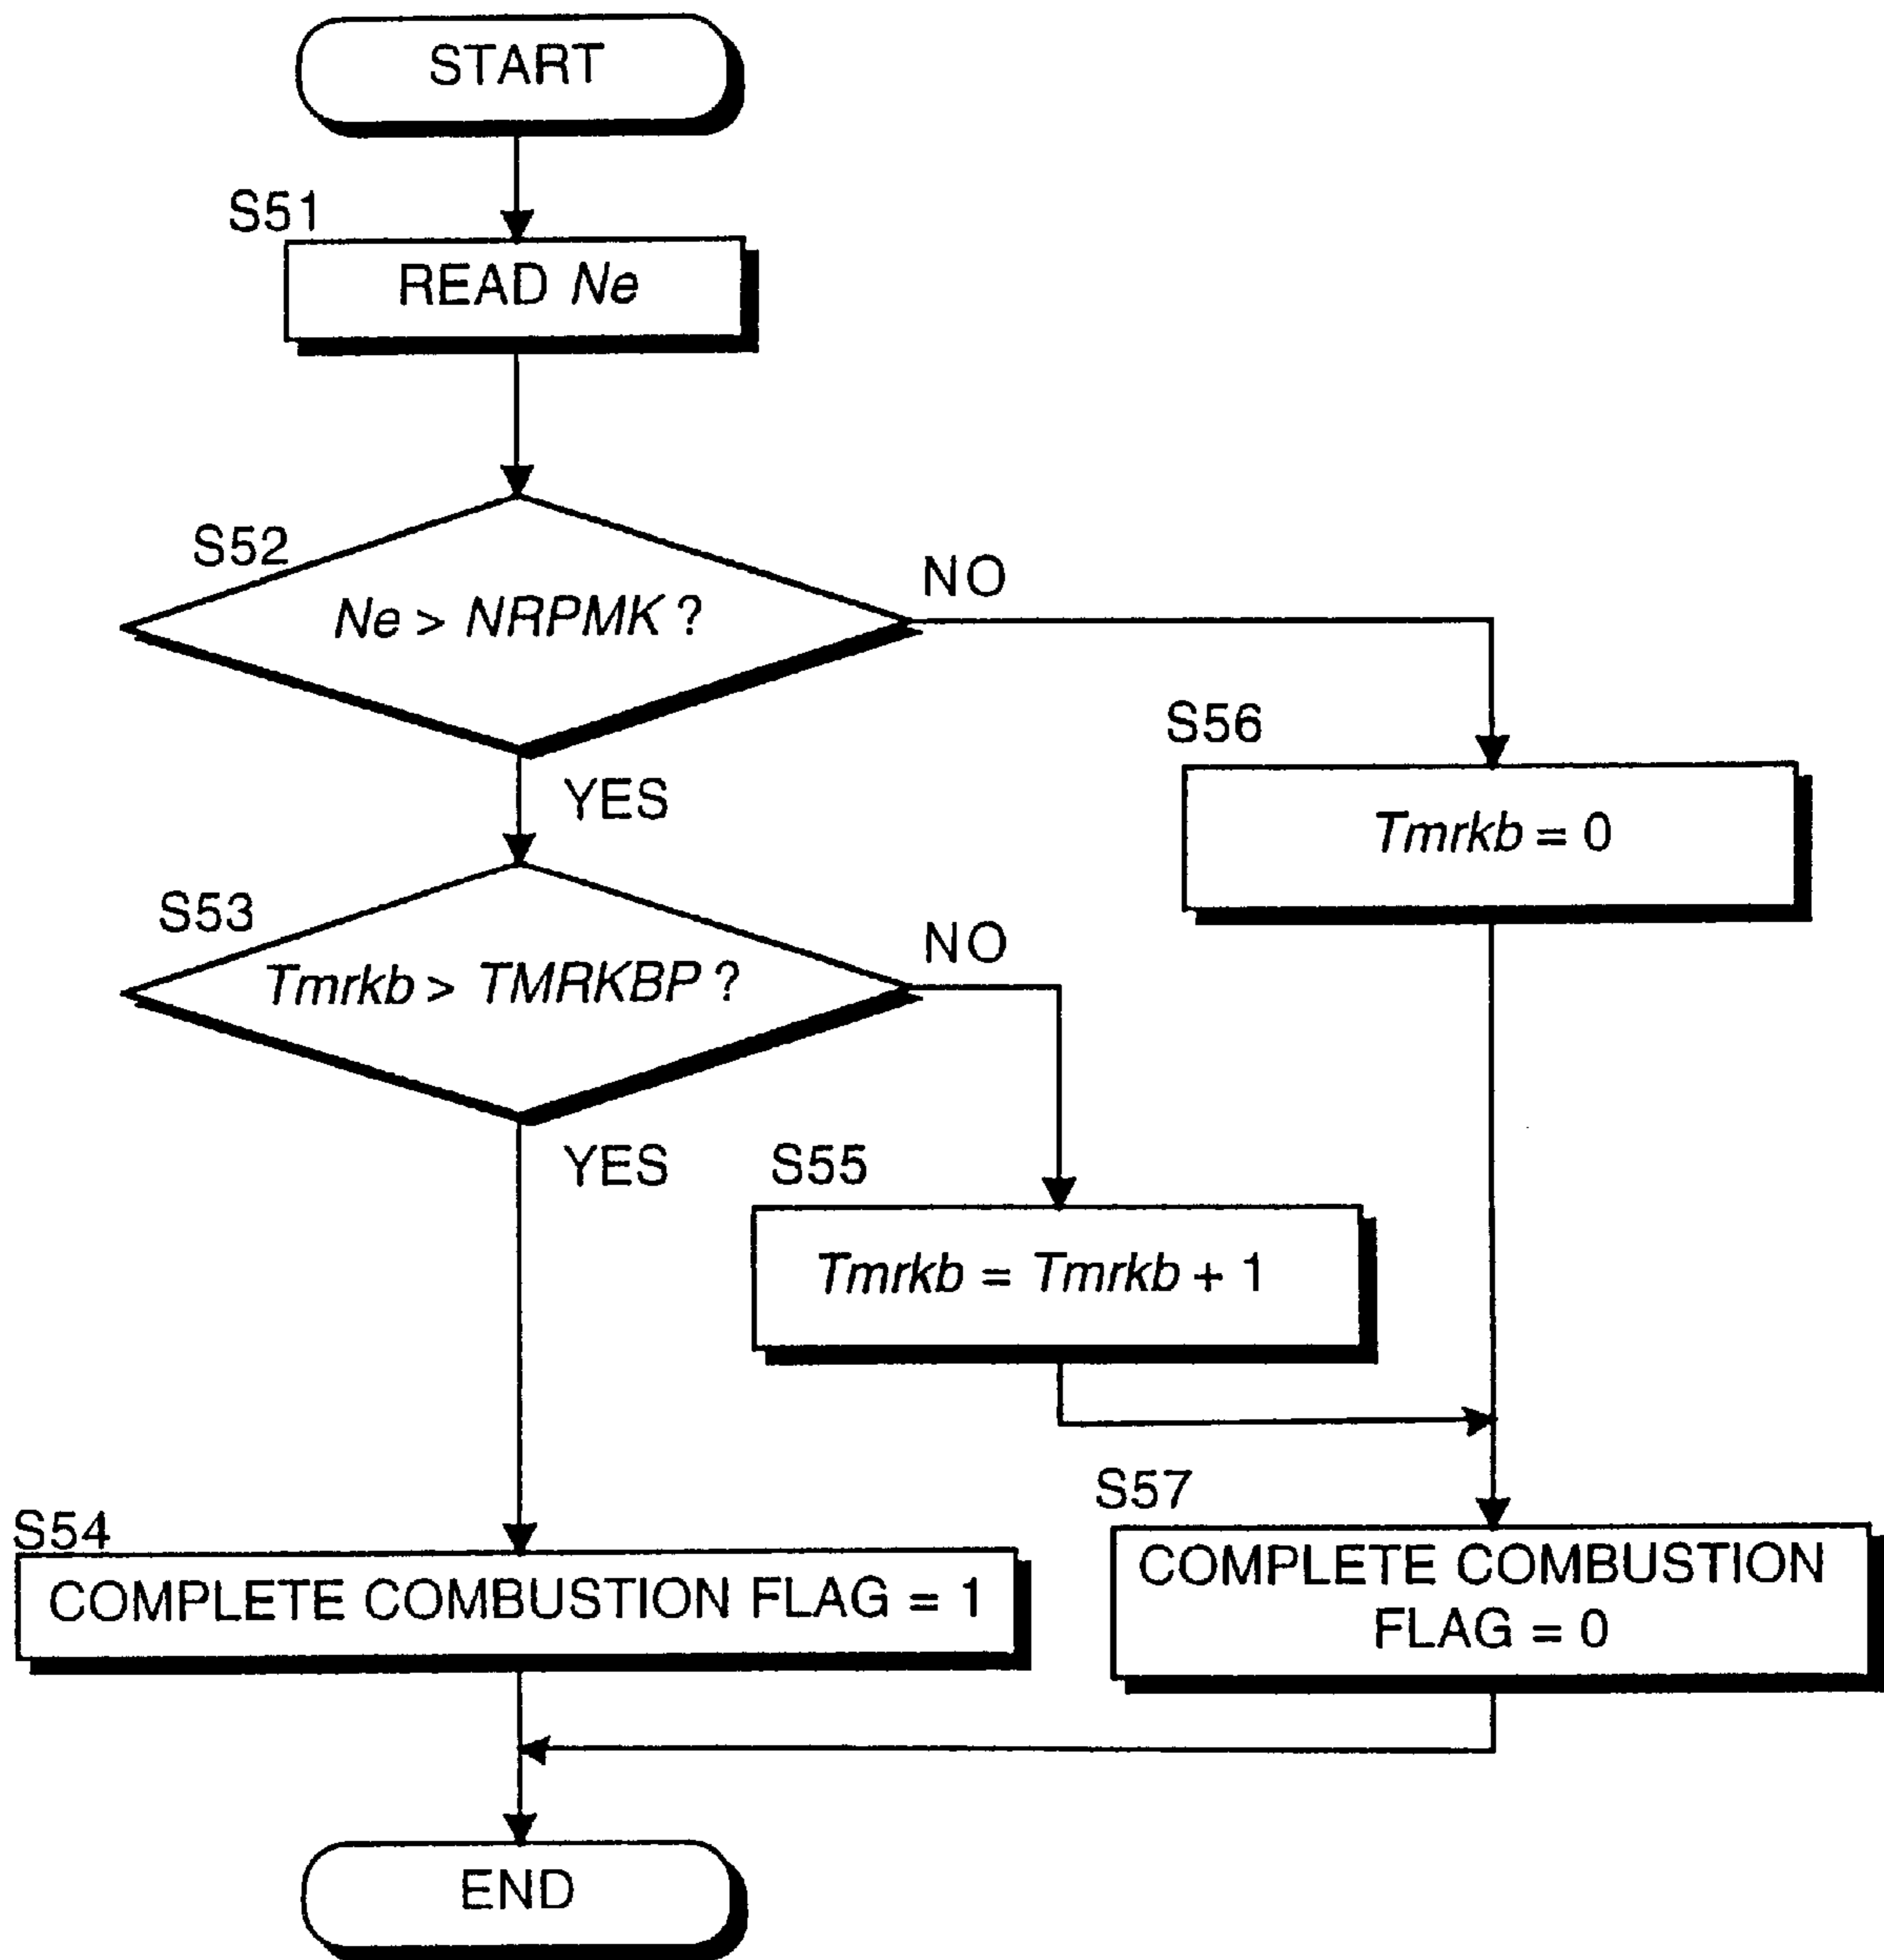 START
S51
READ Ne
S52
Ne > NRPMK ?
NO
YES
S56
Tmrkb = 0
S53
Tmrkb > TMRKBP ?
NO
YES
S55
Tmrkb = Tmrkb + 1
S54
COMPLETE COMBUSTION FLAG = 1
S57
COMPLETE COMBUSTION
FLAG = 0
END